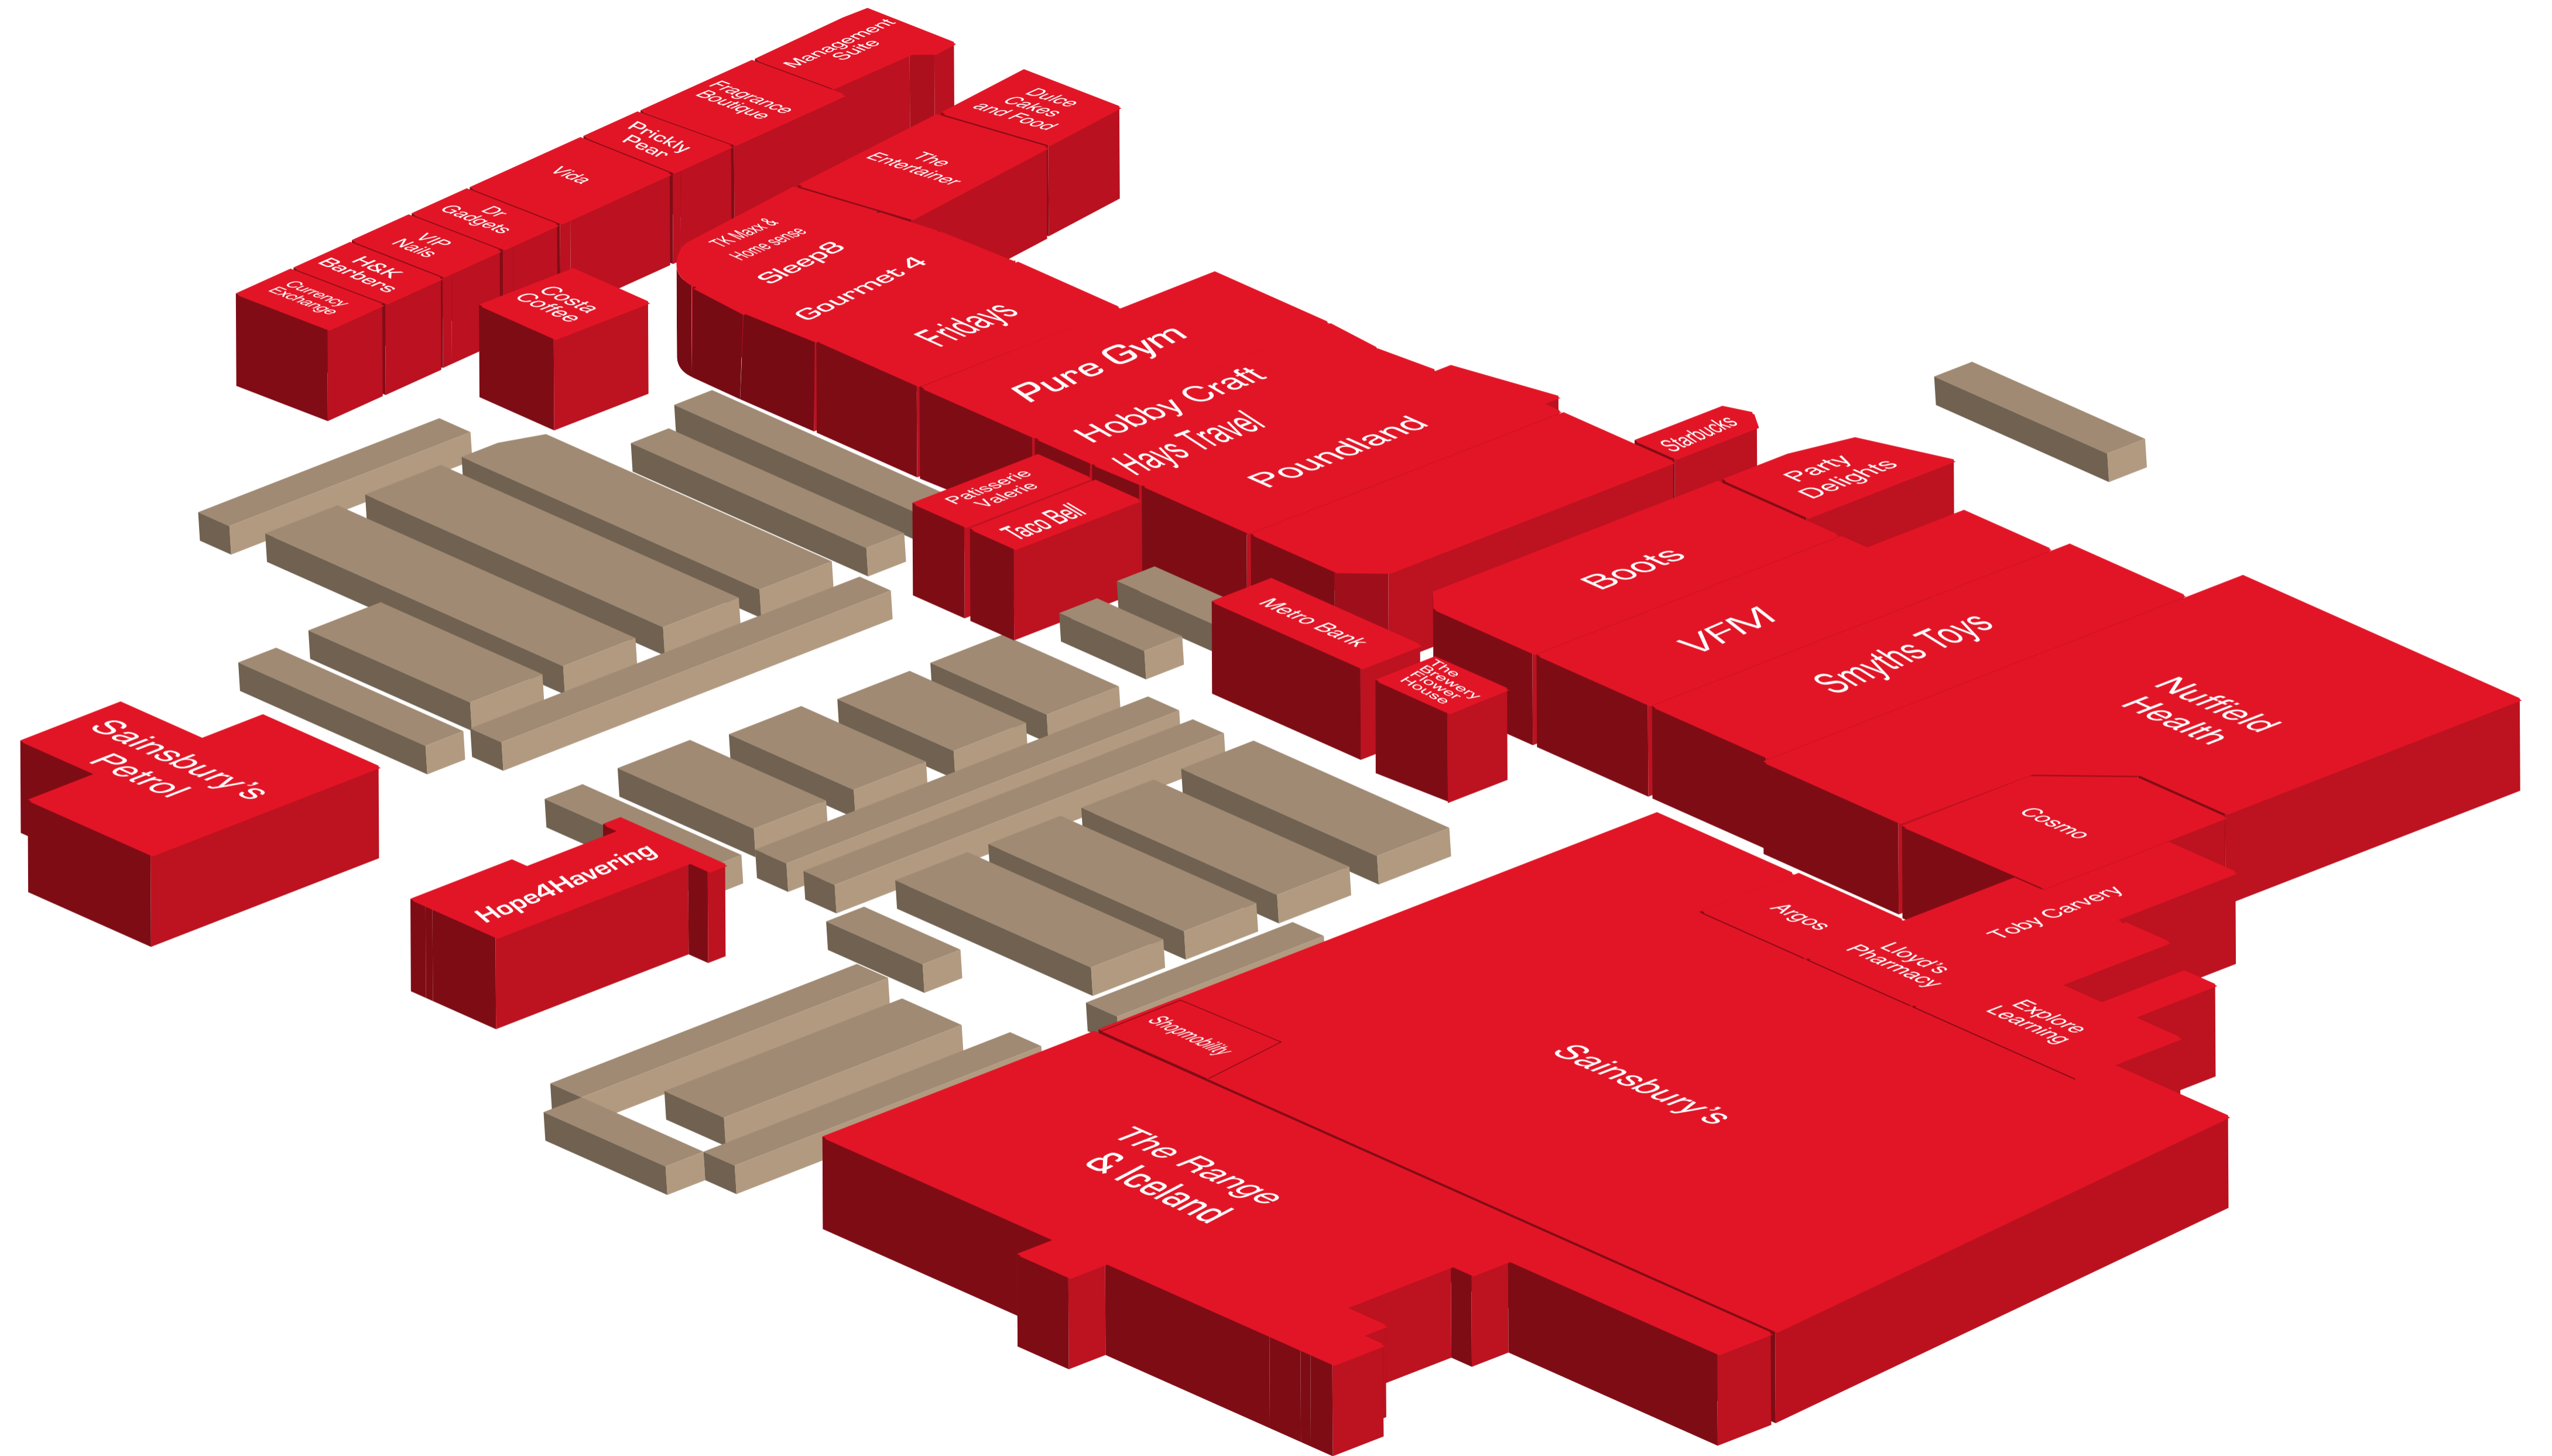 Management
Suite
Fragrance
Boutique
Prickly
Pear
Vida
Dr
Gadgets
VIP
Nails
H&K
Barbers
Currency
Exchange
Costa
Coffee
Dulce
Cakes
and Food
The
Entertainer
TK Maxx &
Home sense
Sleep8
Gourmet 4
Fridays
Pure Gym
Hobby Craft
Hays Travel
Poundland
Patisserie
Valerie
Taco Bell
Starbucks
Party
Delights
Boots
VFM
Smyths Toys
Nuffield
Health
Metro Bank
The
Brewery
Flower
House
Cosmo
Toby Carvery
Argos
Lloyd's
Pharmacy
Explore
Learning
Sainsbury's
Petrol
Hope4Havering
Shopmobility
Sainsbury's
The Range
& Iceland